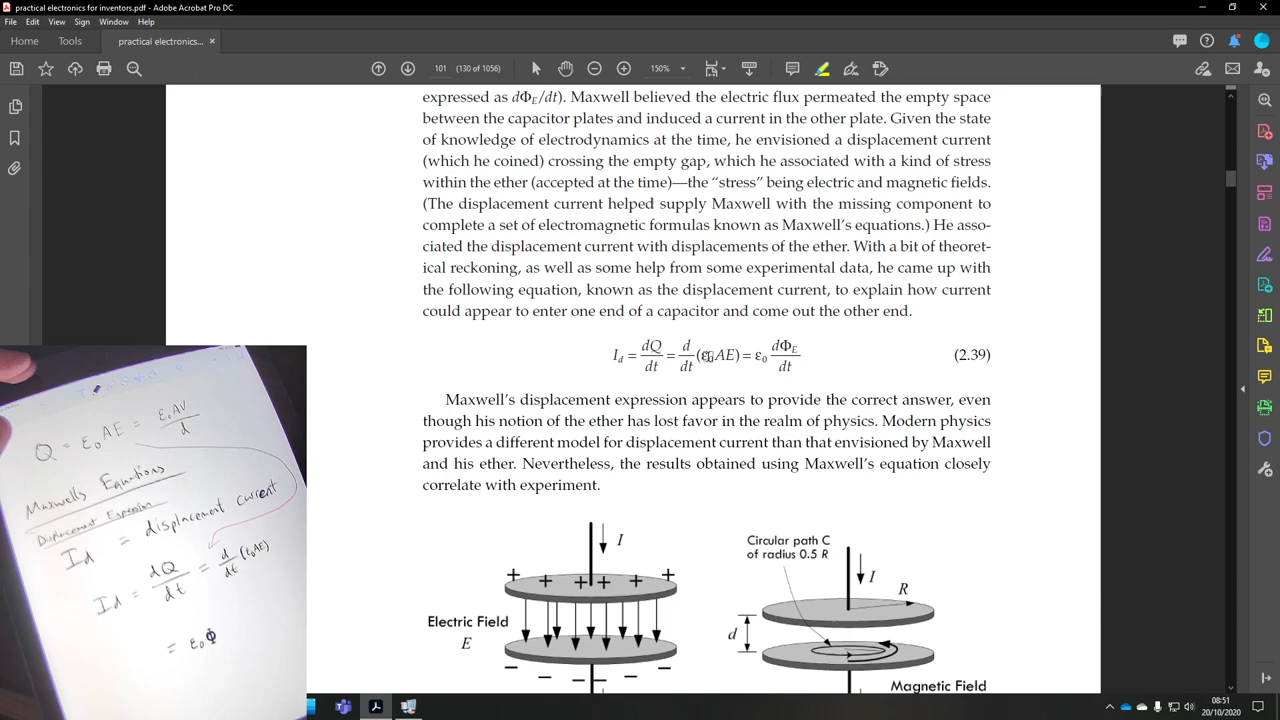 practical electronics for inventors.pdf - Adobe Acrobat Pro DC
File Edit View Sign Window Help
Home Tools practical electronics... ×
101 (130 of 1056) 150%
expressed as dΦE/dt). Maxwell believed the electric flux permeated the empty space
between the capacitor plates and induced a current in the other plate. Given the state
of knowledge of electrodynamics at the time, he envisioned a displacement current
(which he coined) crossing the empty gap, which he associated with a kind of stress
within the ether (accepted at the time)—the “stress” being electric and magnetic fields.
(The displacement current helped supply Maxwell with the missing component to
complete a set of electromagnetic formulas known as Maxwell’s equations.) He asso-
ciated the displacement current with displacements of the ether. With a bit of theoret-
ical reckoning, as well as some help from some experimental data, he came up with
the following equation, known as the displacement current, to explain how current
could appear to enter one end of a capacitor and come out the other end.
Id = dQ/dt = d/dt (ε0AE) = ε0 dΦE/dt (2.39)
Maxwell’s displacement expression appears to provide the correct answer, even
though his notion of the ether has lost favor in the realm of physics. Modern physics
provides a different model for displacement current than that envisioned by Maxwell
and his ether. Nevertheless, the results obtained using Maxwell’s equation closely
correlate with experiment.
I
Electric Field
E
Circular path C
of radius 0.5 R
I
R
d
Magnetic Field
Q = ε0AE = ε0AV/d
Maxwells Equations
Displacement Expression
Id = displacement current
Id = dQ/dt = d/dt (ε0AE)
= ε0 Φ
08:51
20/10/2020